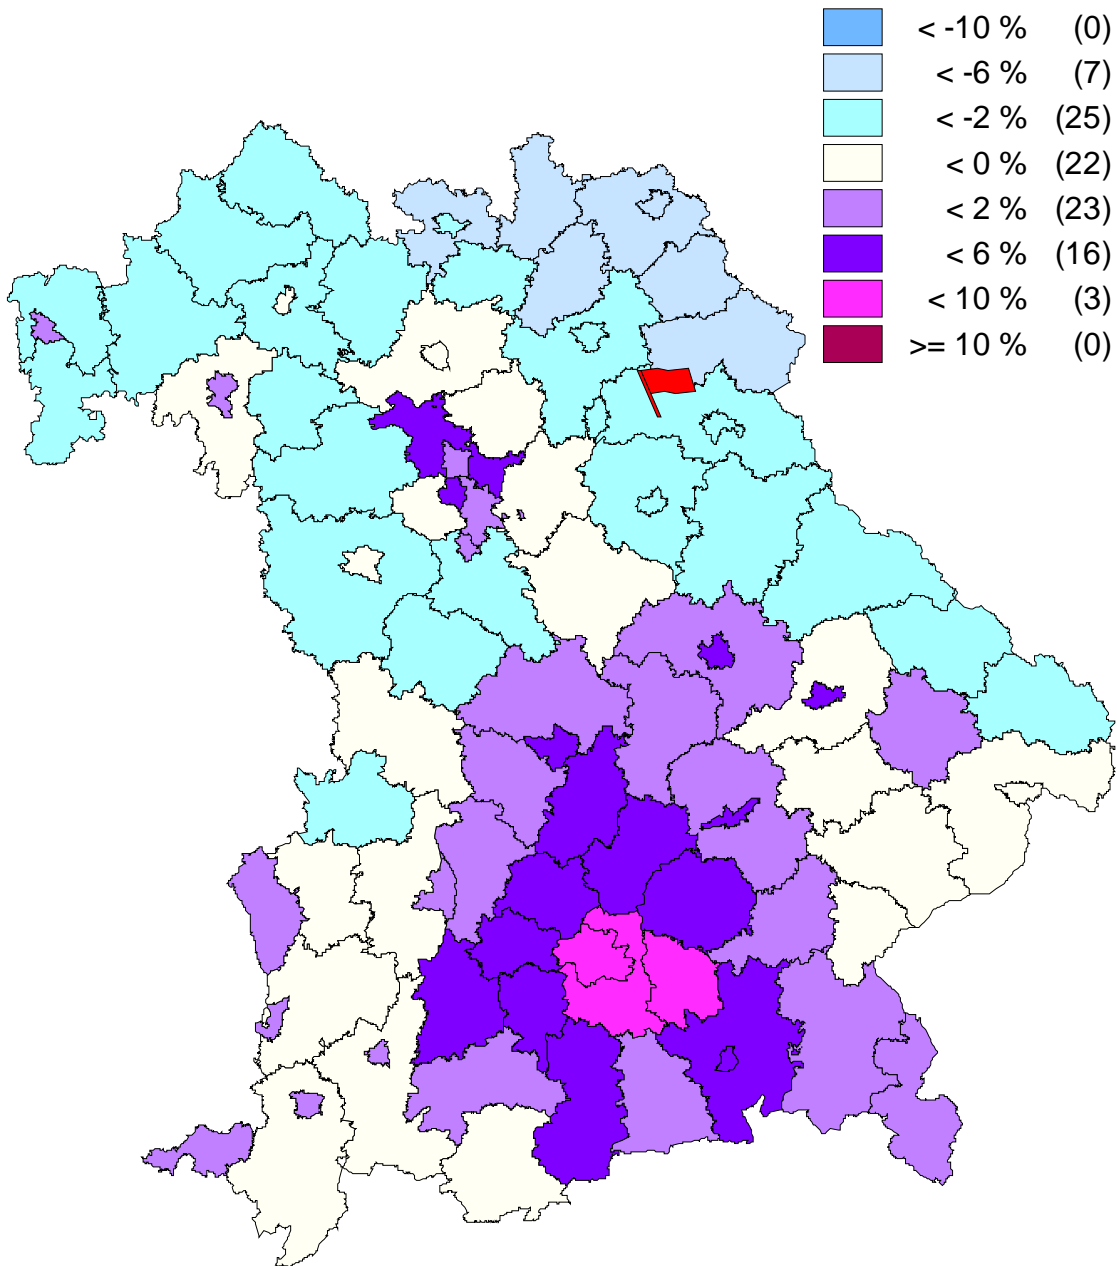 < -10 % (0)
< -6 % (7)
< -2 % (25)
< 0 % (22)
< 2 % (23)
< 6 % (16)
< 10 % (3)
>= 10 % (0)